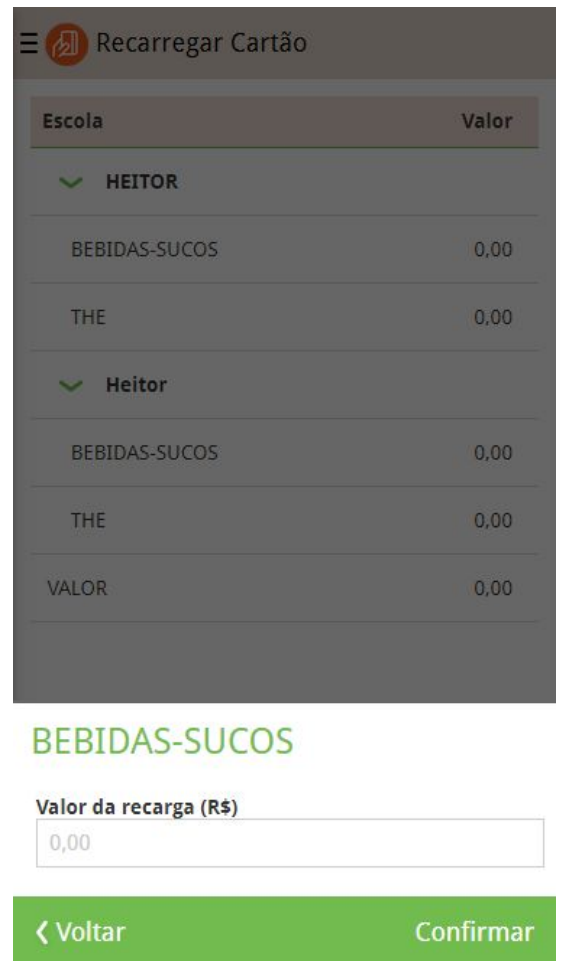 Recarregar Cartão
Escola Valor
HEITOR
BEBIDAS-SUCOS 0,00
THE 0,00
Heitor
BEBIDAS-SUCOS 0,00
THE 0,00
VALOR 0,00
BEBIDAS-SUCOS
Valor da recarga (R$)
0,00
Voltar Confirmar